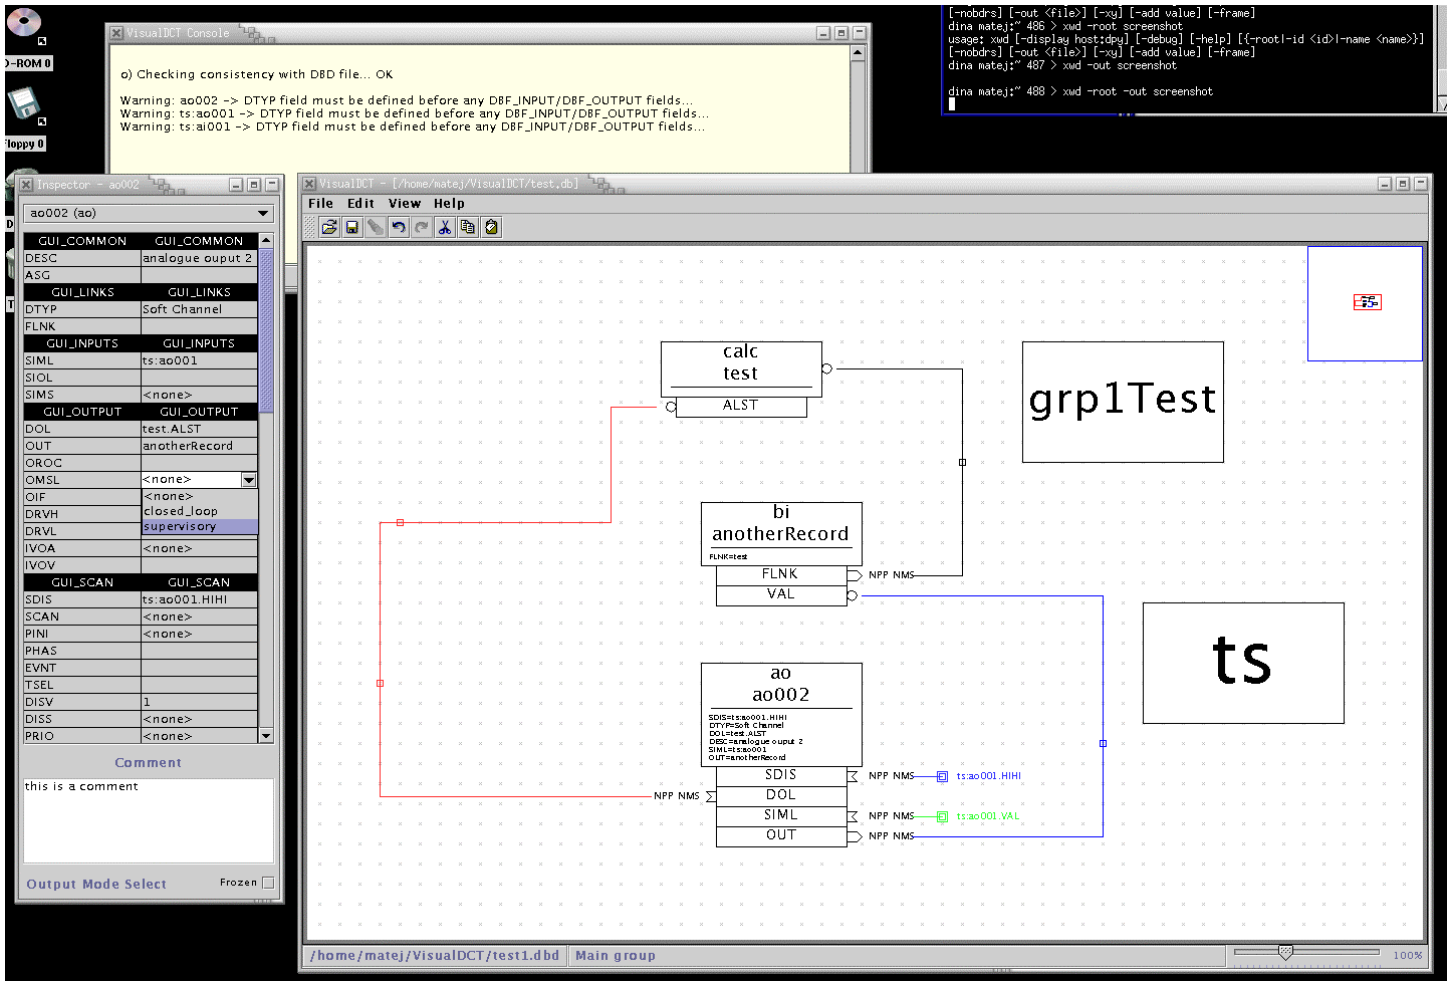 [-nobdrs] [-out <file>] [-xy] [-add value] [-frame]
dina matej:~ 486 > xwd -root screenshot
usage: xwd [-display host:dpy] [-debug] [-help] [{-root|-id <id>|-name <name>}]
[-nobdrs] [-out <file>] [-xy] [-add value] [-frame]
dina matej:~ 487 > xwd -out screenshot
dina matej:~ 488 > xwd -root -out screenshot
D-ROM 0
floppy 0
VisualDCT Console
o) Checking consistency with DBD file... OK
Warning: ao002 -> DTYP field must be defined before any DBF_INPUT/DBF_OUTPUT fields...
Warning: ts:ao001 -> DTYP field must be defined before any DBF_INPUT/DBF_OUTPUT fields...
Warning: ts:ai001 -> DTYP field must be defined before any DBF_INPUT/DBF_OUTPUT fields...
Inspector - ao002
ao002 (ao)
GUI_COMMON GUI_COMMON
DESC analogue ouput 2
ASG
GUI_LINKS GUI_LINKS
DTYP Soft Channel
FLNK
GUI_INPUTS GUI_INPUTS
SIML ts:ao001
SIOL
SIMS <none>
GUI_OUTPUT GUI_OUTPUT
DOL test.ALST
OUT anotherRecord
OROC
OMSL <none>
OIF <none>
closed_loop
DRVH
supervisory
DRVL
IVOA <none>
IVOV
GUI_SCAN GUI_SCAN
SDIS ts:ao001.HIHI
SCAN <none>
PINI <none>
PHAS
EVNT
TSEL
DISV 1
DISS <none>
PRIO <none>
Comment
this is a comment
Output Mode Select
Frozen
VisualDCT - [/home/matej/VisualDCT/test.db]
File Edit View Help
calc
test
ALST
grp1Test
bi
anotherRecord
FLNK=test
FLNK NPP NMS
VAL
ts
ao
ao002
SDIS=ts:ao001.HIHI
DTYP=Soft Channel
DOL=test.ALST
DESC=analogue ouput 2
SIML=ts:ao001
OUT=anotherRecord
SDIS NPP NMS ts:ao001.HIHI
NPP NMS DOL
SIML NPP NMS ts:ao001.VAL
OUT NPP NMS
/home/matej/VisualDCT/test1.dbd Main group 100%